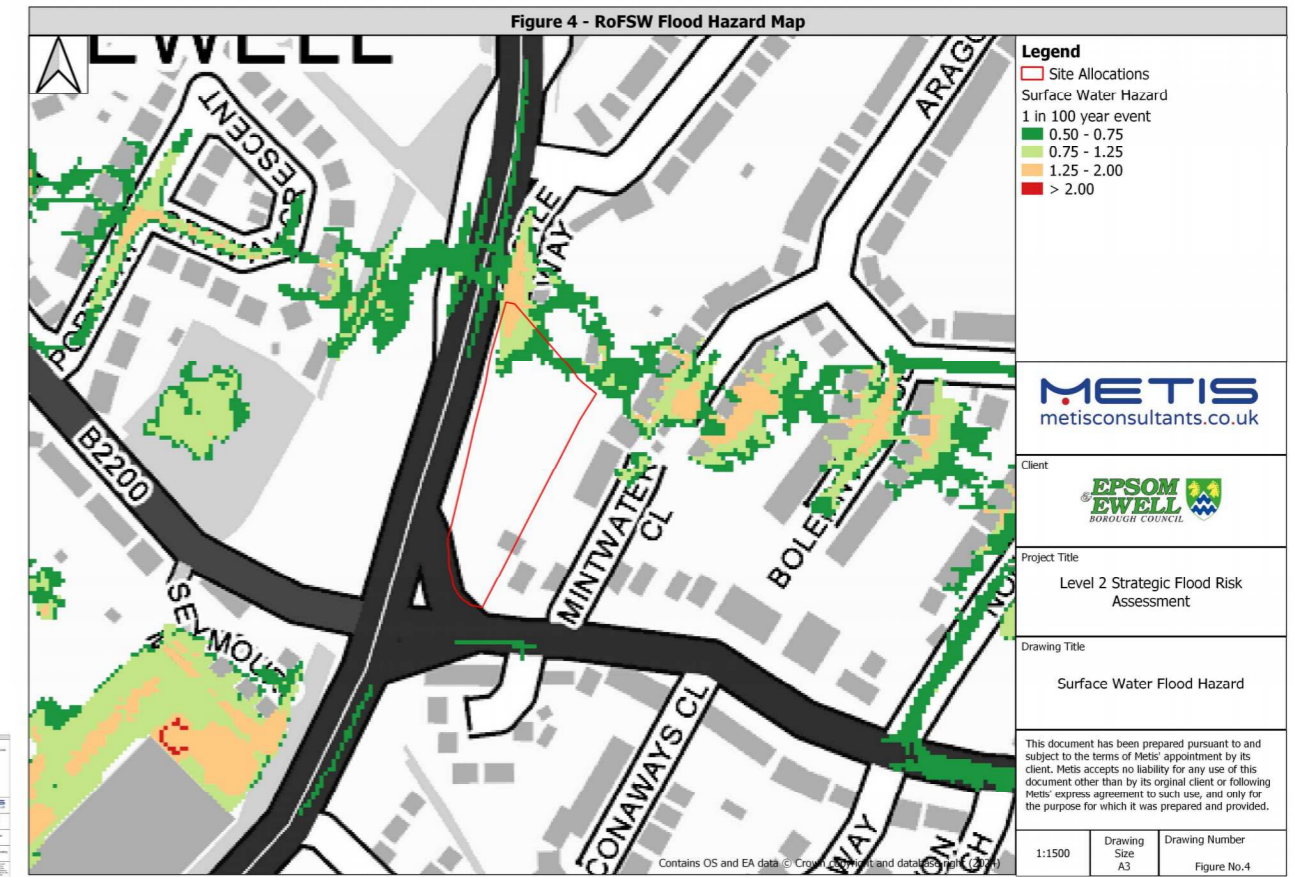 Figure 4 - RoFSW Flood Hazard Map
EWELL
CRESCENT
ARAGO
WAY
B2200
SEYMOUR
MINTWATER
CL
BOLEYN
CONAWAYS CL
WAY
Contains OS and EA data © Crown copyright and database right (2024)
Legend
Site Allocations
Surface Water Hazard
1 in 100 year event
0.50 - 0.75
0.75 - 1.25
1.25 - 2.00
> 2.00
METIS
metisconsultants.co.uk
Client
EPSOM
& EWELL
BOROUGH COUNCIL
Project Title
Level 2 Strategic Flood Risk
Assessment
Drawing Title
Surface Water Flood Hazard
This document has been prepared pursuant to and
subject to the terms of Metis' appointment by its
client. Metis accepts no liability for any use of this
document other than by its orginal client or following
Metis' express agreement to such use, and only for
the purpose for which it was prepared and provided.
1:1500
Drawing
Size
A3
Drawing Number
Figure No.4